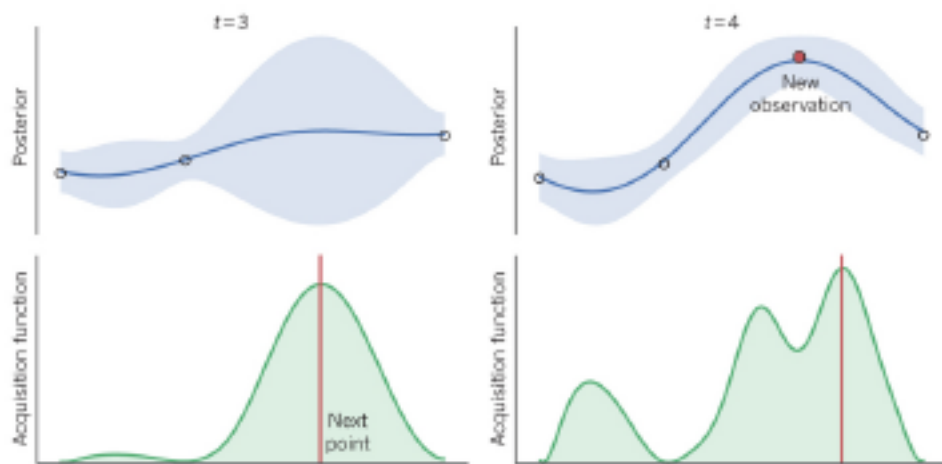 t=3
t=4
Posterior
Posterior
New
observation
Acquisition function
Acquisition function
Next
point